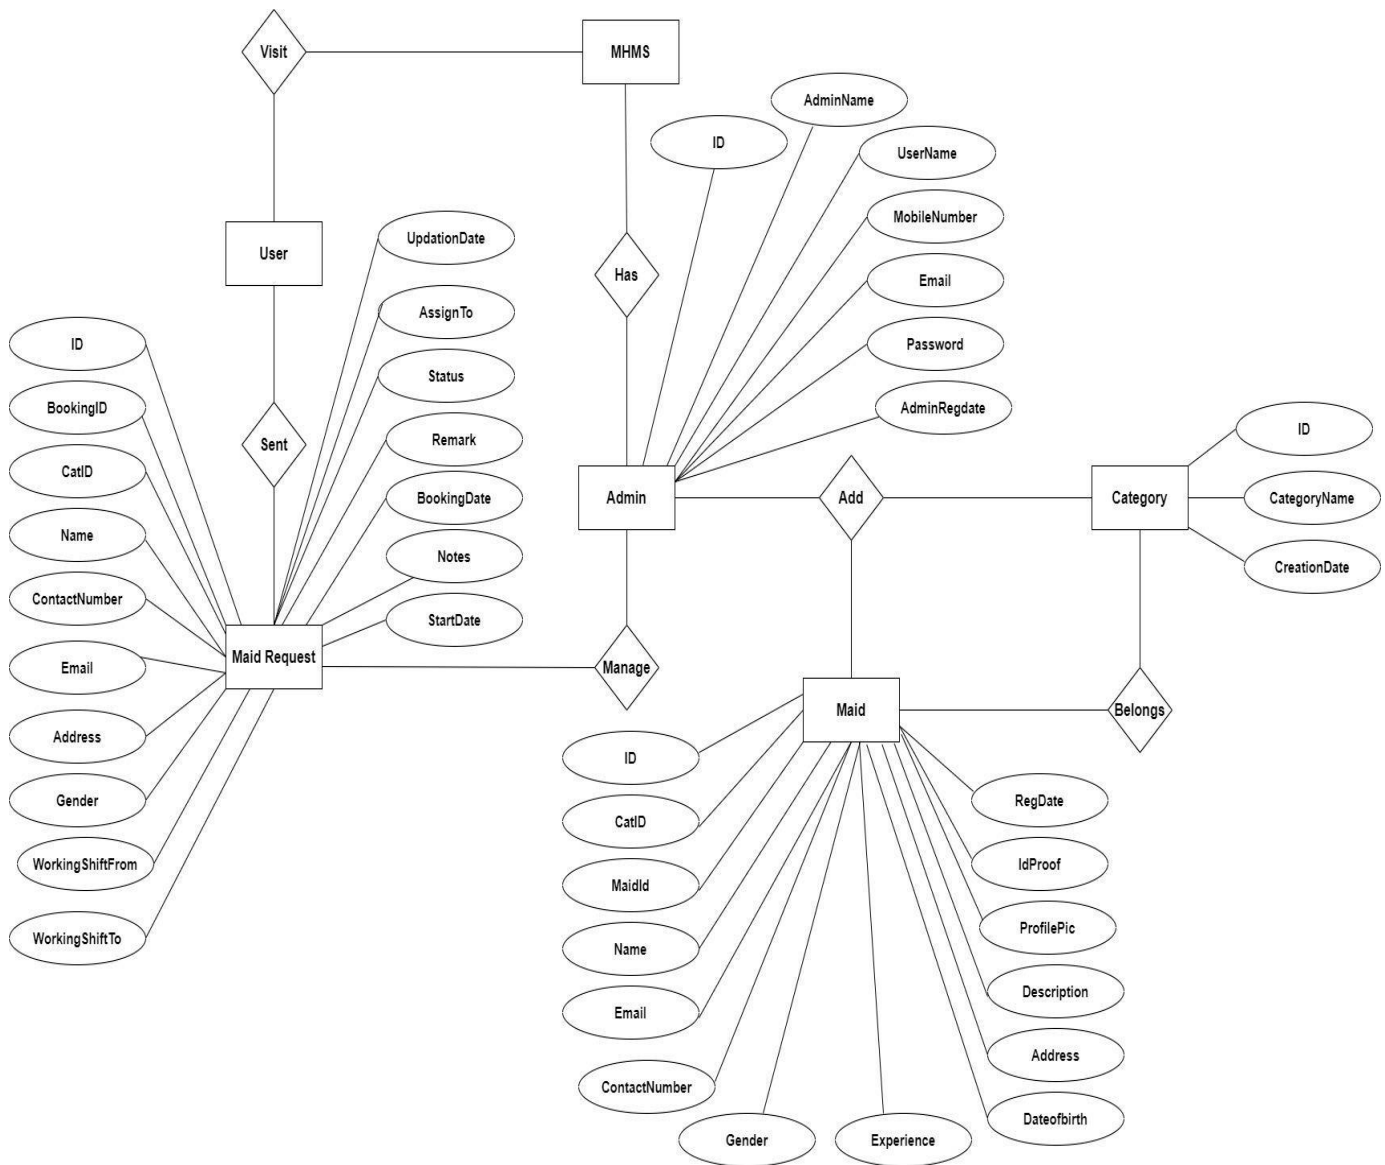 Visit
MHMS
AdminName
ID
UserName
MobileNumber
User
UpdationDate
Has
Email
AssignTo
ID
Password
Status
BookingID
AdminRegdate
ID
Sent
Remark
CatID
BookingDate
Admin
Add
Category
CategoryName
Name
Notes
CreationDate
ContactNumber
StartDate
Maid Request
Email
Manage
Maid
Belongs
Address
ID
Gender
RegDate
CatID
WorkingShiftFrom
IdProof
MaidId
WorkingShiftTo
ProfilePic
Name
Description
Email
Address
ContactNumber
Dateofbirth
Gender
Experience